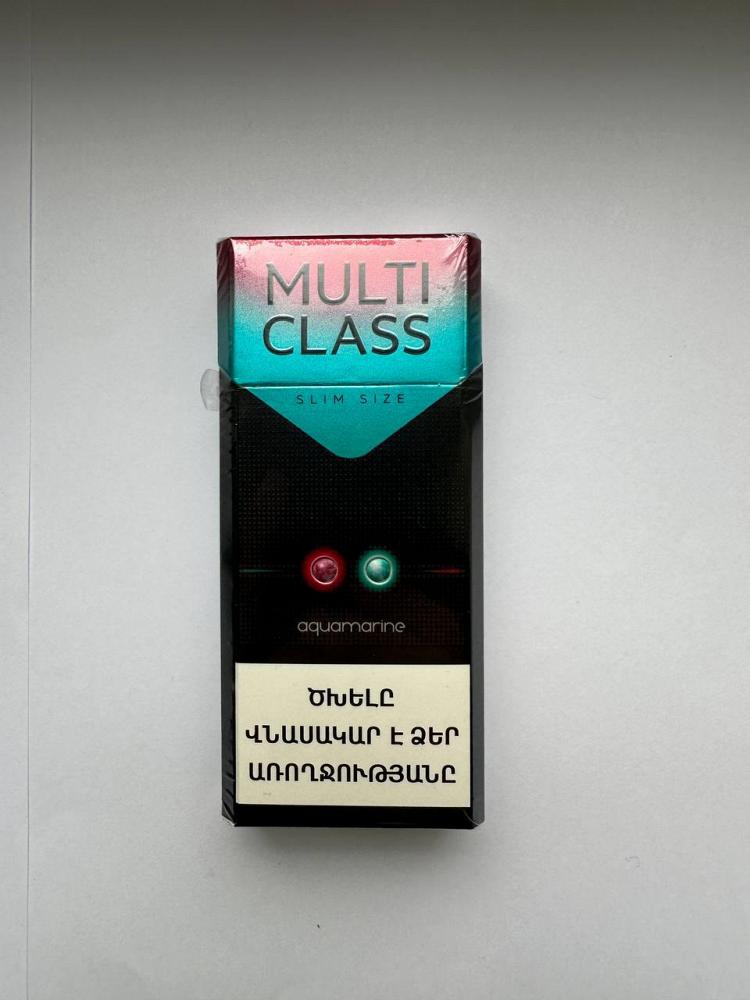 MULTI
CLASS
SLIM SIZE
aquamarine
ԾԽԵԼԸ
ՎՆԱՍԱԿԱՐ Է ՁԵՐ
ԱՌՈՂՋՈՒԹՅԱՆԸ